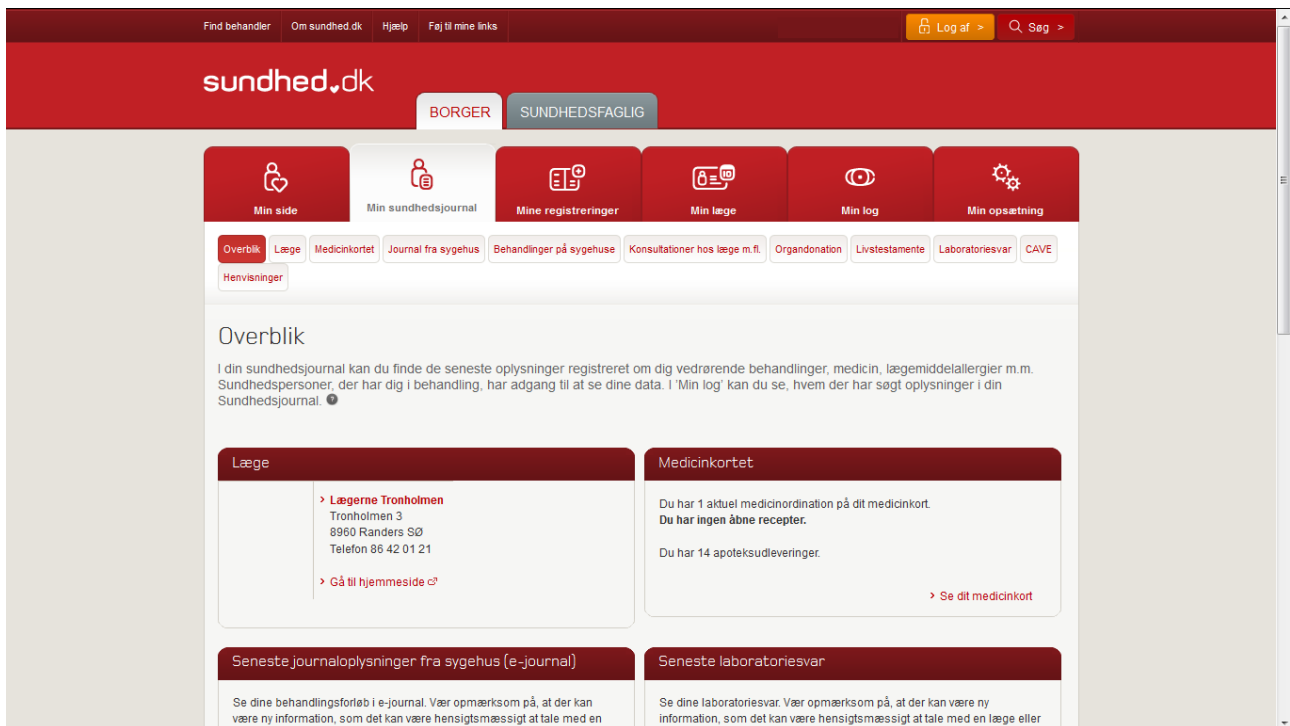 Find behandler Om sundhed.dk Hjælp Føj til mine links Log af > Søg >
sundhed.dk
BORGER SUNDHEDSFAGLIG
Min side Min sundhedsjournal Mine registreringer Min læge Min log Min opsætning
Overblik Læge Medicinkortet Journal fra sygehus Behandlinger på sygehuse Konsultationer hos læge m.fl. Organdonation Livstestamente Laboratoriesvar CAVE
Henvisninger
Overblik
I din sundhedsjournal kan du finde de seneste oplysninger registreret om dig vedrørende behandlinger, medicin, lægemiddelallergier m.m.
Sundhedspersoner, der har dig i behandling, har adgang til at se dine data. I 'Min log' kan du se, hvem der har søgt oplysninger i din
Sundhedsjournal. ?
Læge
> Lægerne Tronholmen
Tronholmen 3
8960 Randers SØ
Telefon 86 42 01 21
> Gå til hjemmeside
Medicinkortet
Du har 1 aktuel medicinordination på dit medicinkort.
Du har ingen åbne recepter.
Du har 14 apoteksudleveringer.
> Se dit medicinkort
Seneste journaloplysninger fra sygehus (e-journal)
Se dine behandlingsforløb i e-journal. Vær opmærksom på, at der kan
være ny information, som det kan være hensigtsmæssigt at tale med en
Seneste laboratoriesvar
Se dine laboratoriesvar. Vær opmærksom på, at der kan være ny
information, som det kan være hensigtsmæssigt at tale med en læge eller